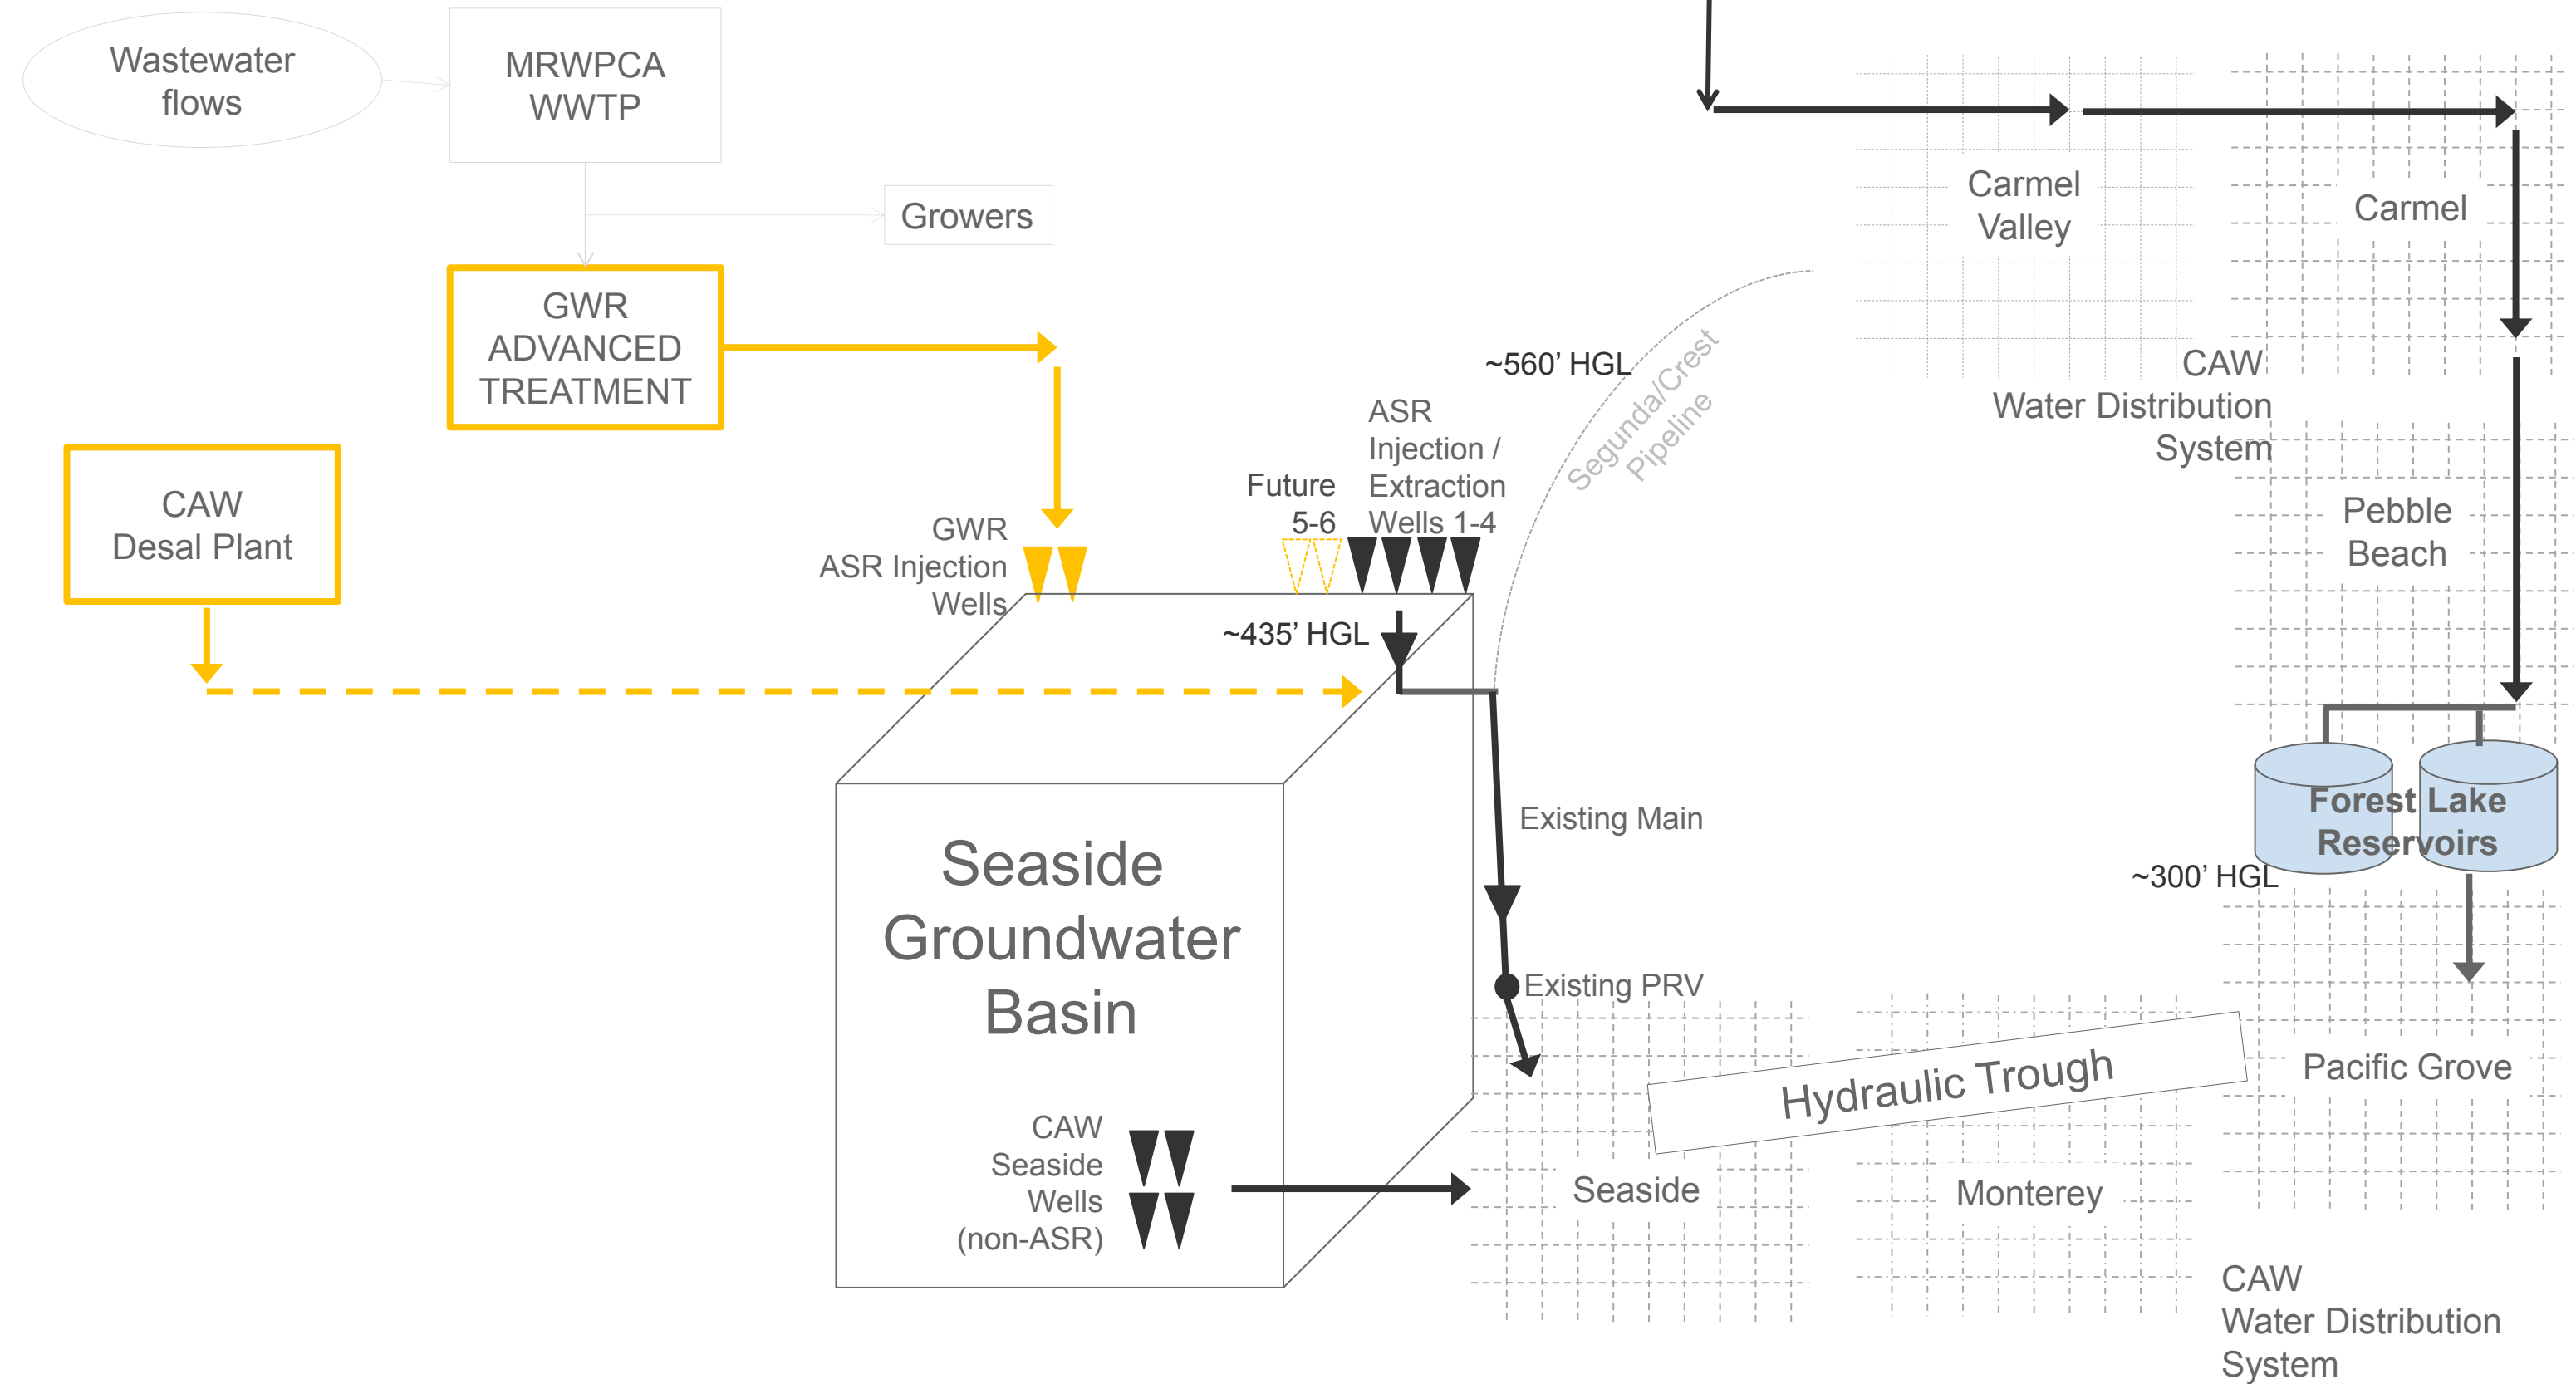 Wastewater
flows
MRWPCA
WWTP
Growers
GWR
ADVANCED
TREATMENT
CAW
Desal Plant
GWR
ASR Injection
Wells
Future
5-6
ASR
Injection /
Extraction
Wells 1-4
~560’ HGL
Segunda/Crest
Pipeline
~435’ HGL
Carmel
Valley
Carmel
CAW
Water Distribution
System
Pebble
Beach
Forest Lake
Reservoirs
~300’ HGL
Existing Main
Existing PRV
Seaside
Groundwater
Basin
CAW
Seaside
Wells
(non-ASR)
Hydraulic Trough
Seaside
Monterey
Pacific Grove
CAW
Water Distribution
System